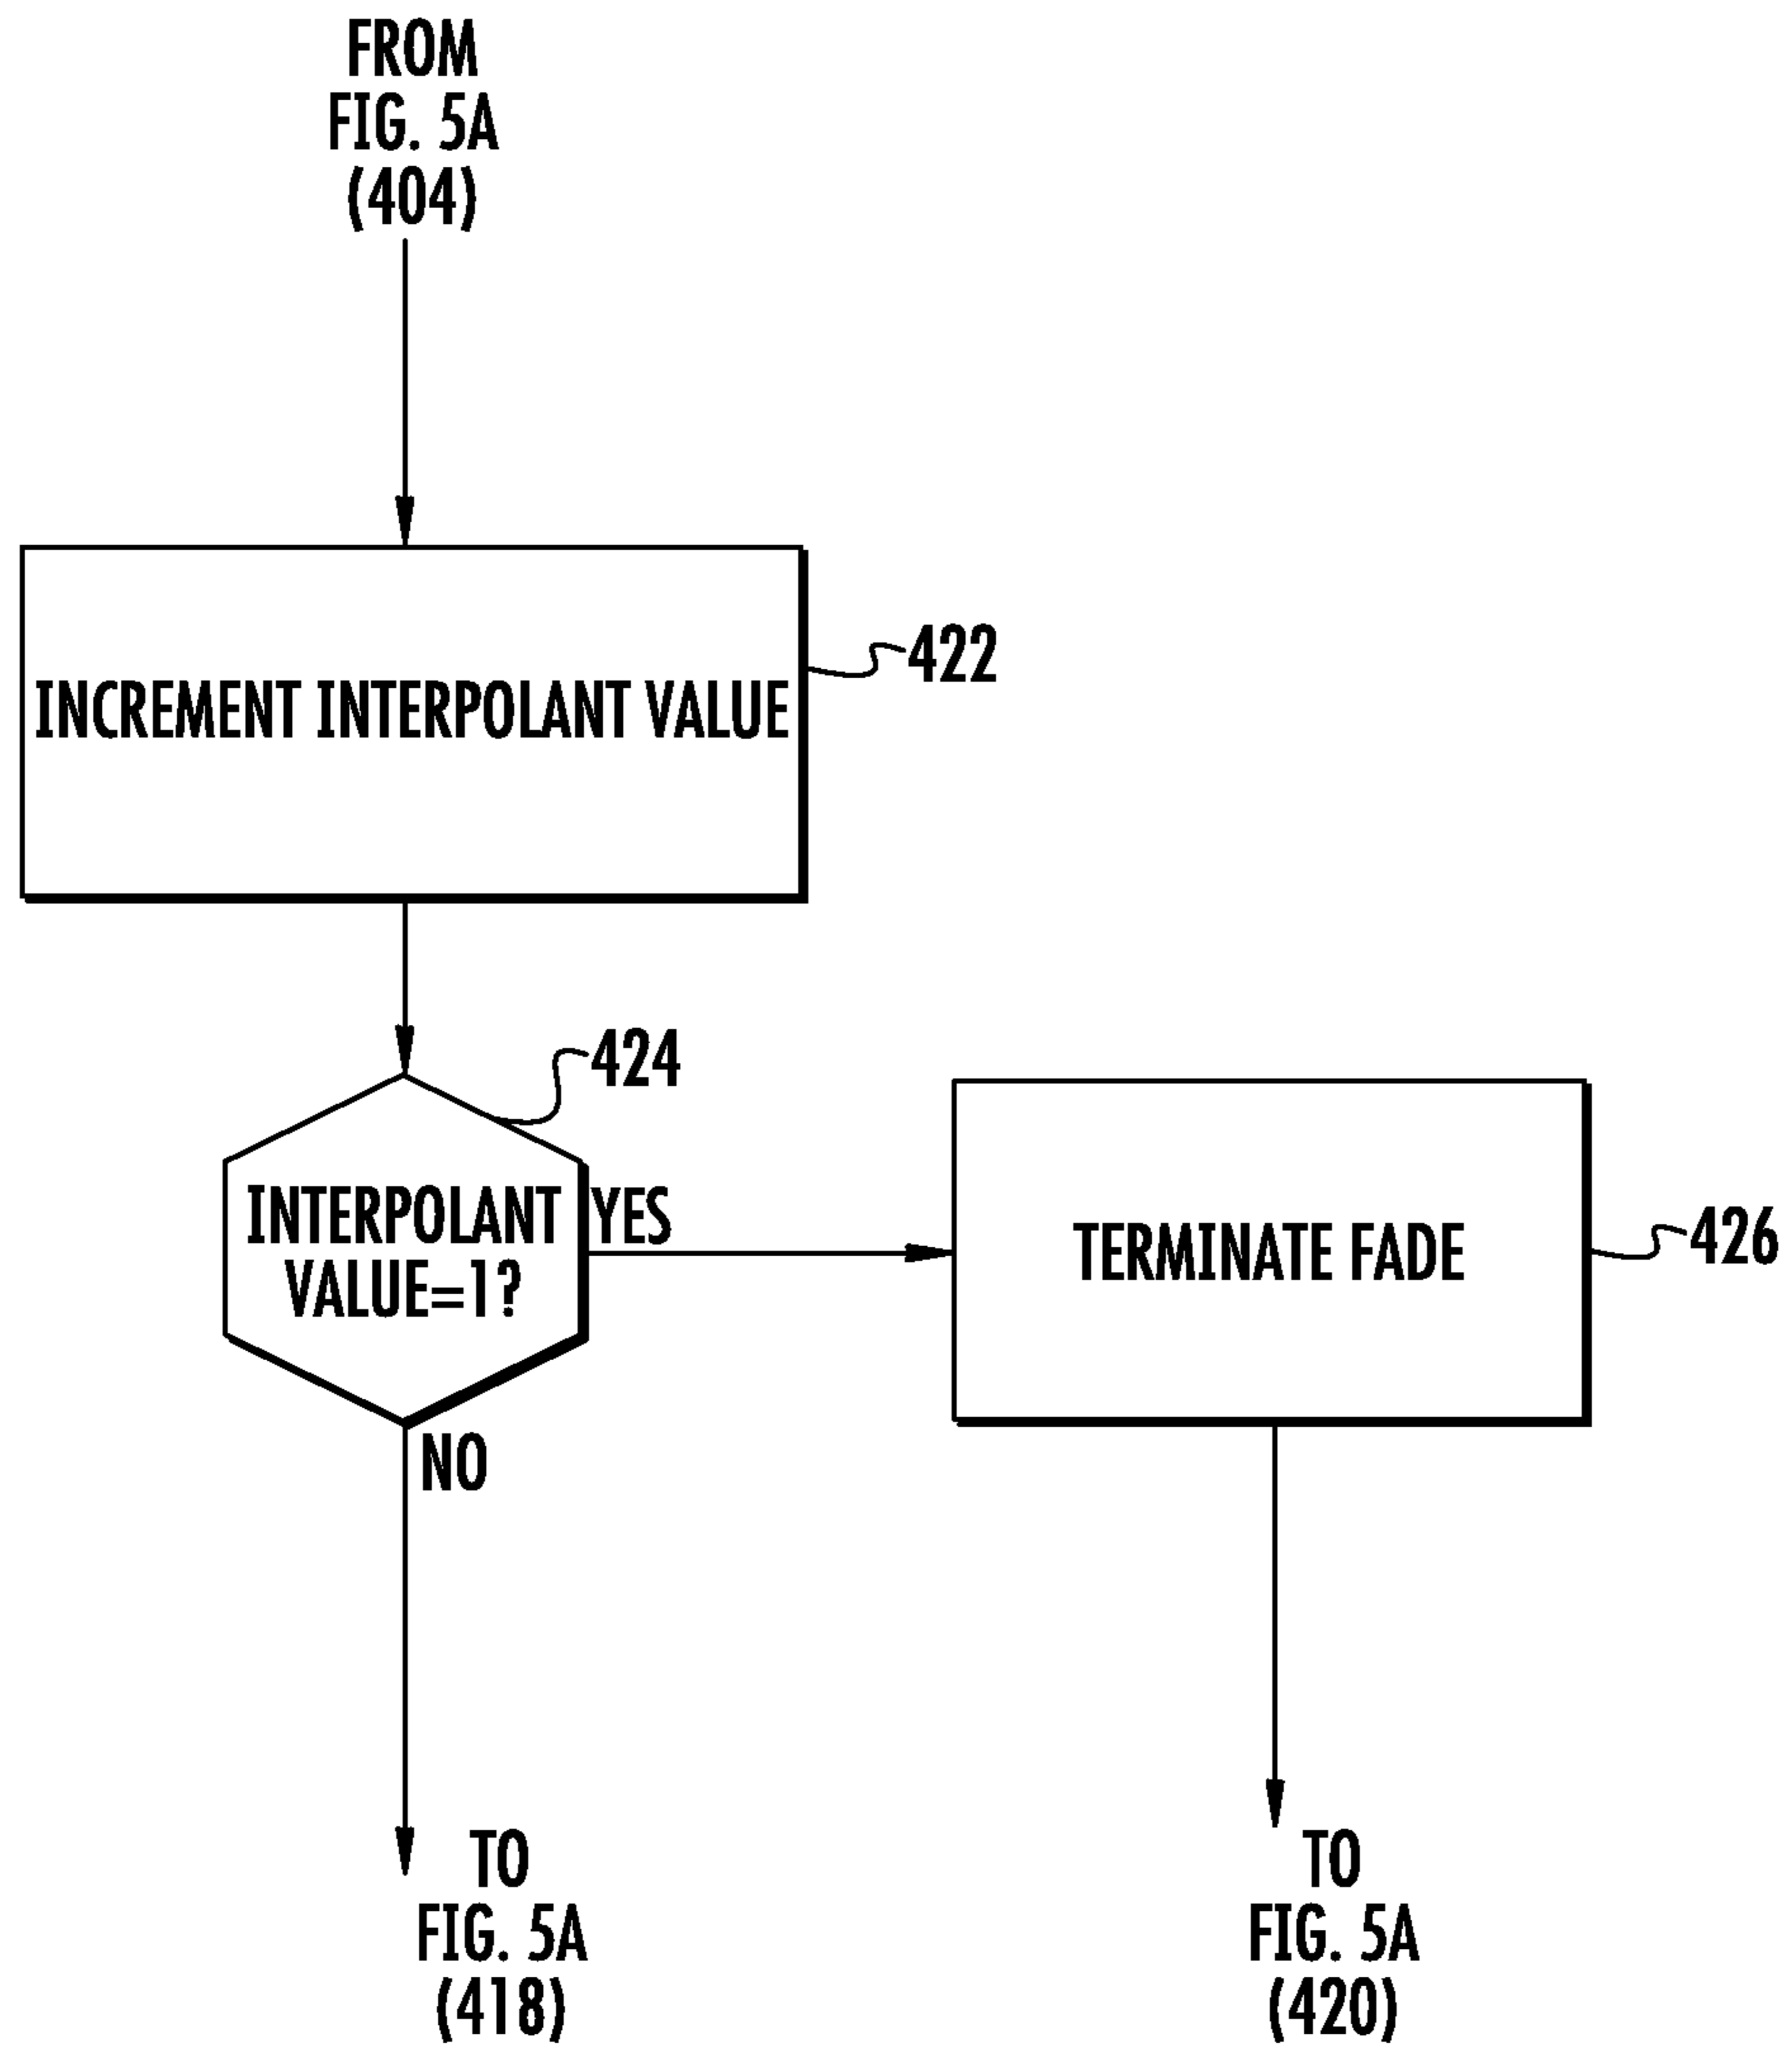 FROM
FIG. 5A
(404)
INCREMENT INTERPOLANT VALUE
422
424
INTERPOLANT
VALUE=1?
YES
NO
TERMINATE FADE
426
TO
FIG. 5A
(418)
TO
FIG. 5A
(420)